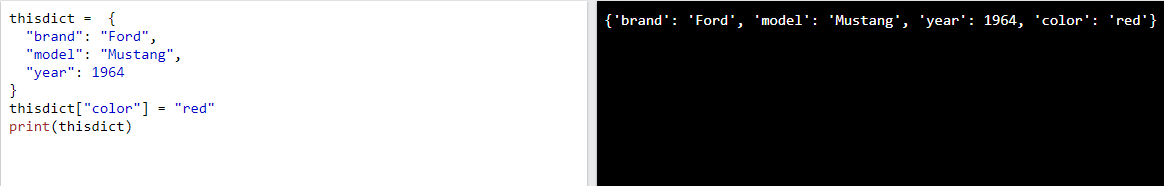 thisdict =  {
  "brand": "Ford",
  "model": "Mustang",
  "year": 1964
}
thisdict["color"] = "red"
print(thisdict)
{'brand': 'Ford', 'model': 'Mustang', 'year': 1964, 'color': 'red'}